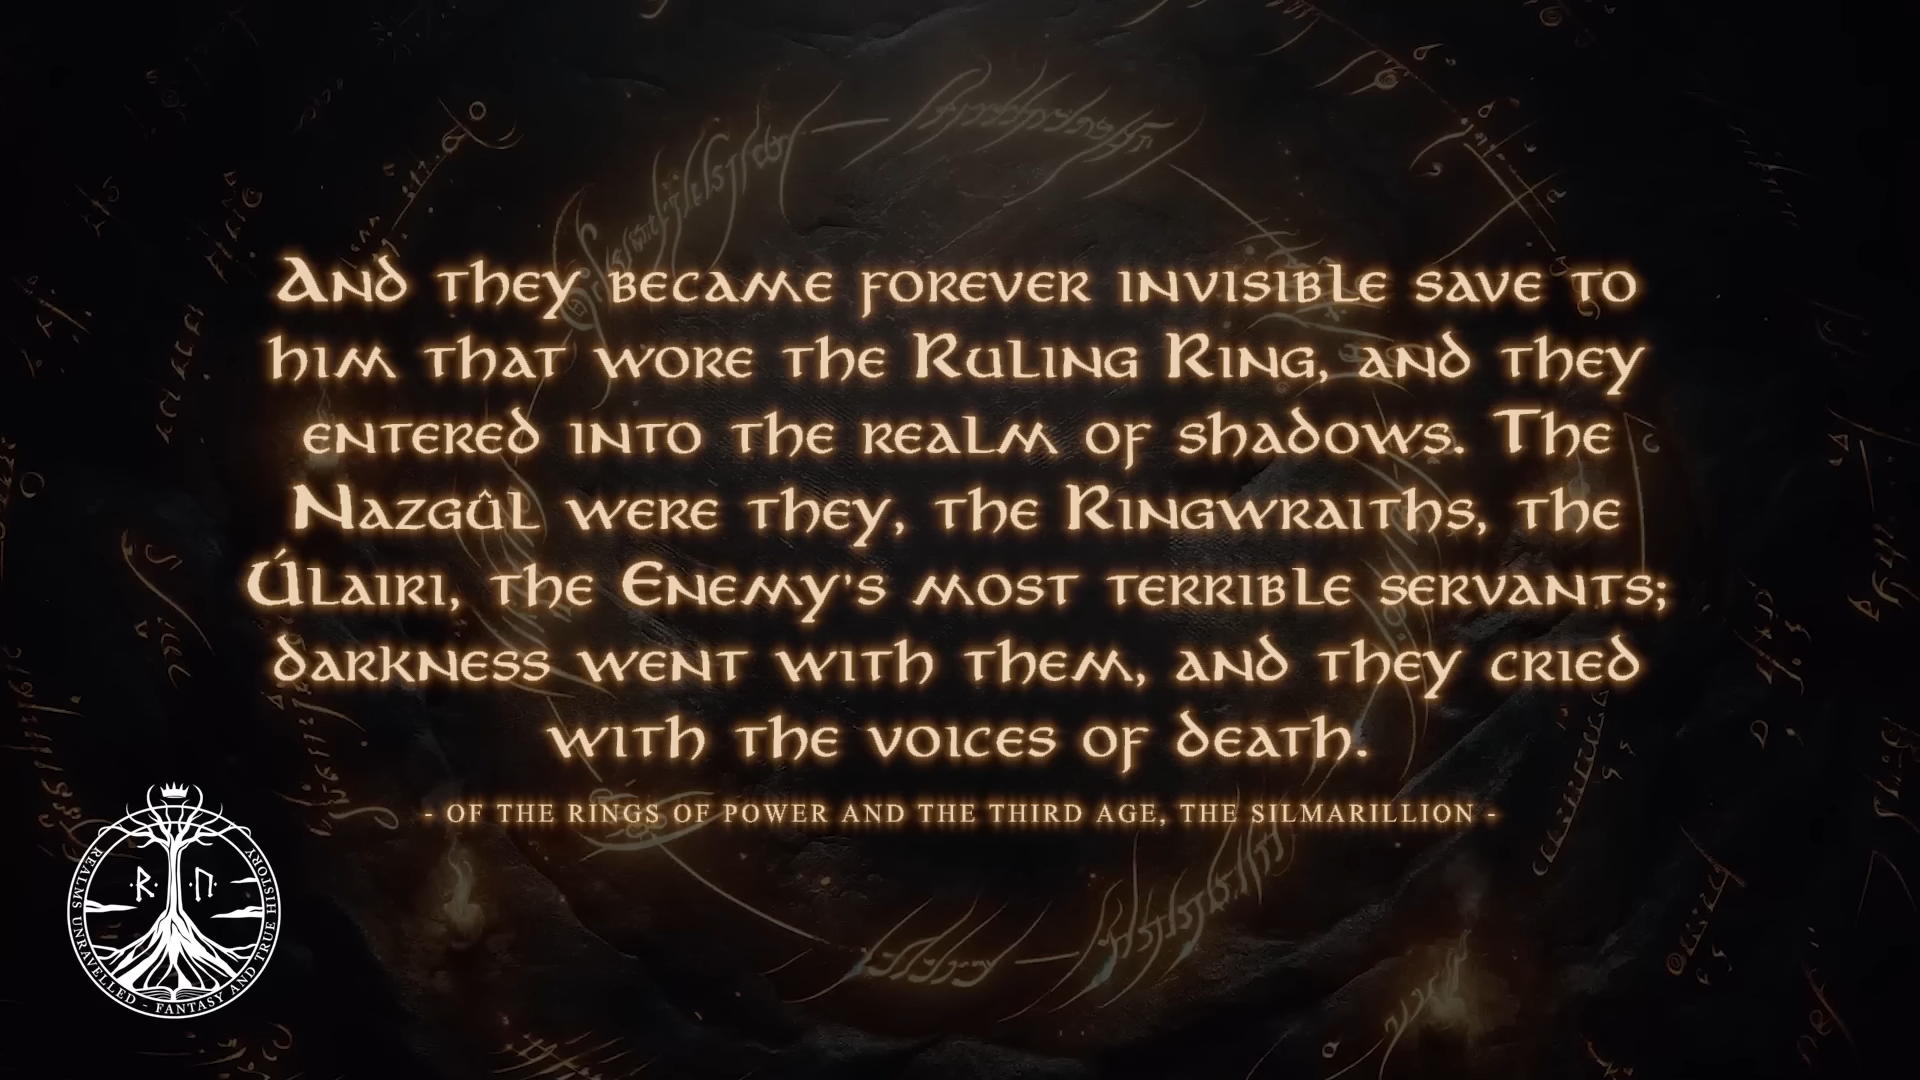 And they became forever invisible save to
him that wore the Ruling Ring, and they
entered into the realm of shadows. The
Nazgûl were they, the Ringwraiths, the
Úlairi, the Enemy's most terrible servants;
darkness went with them, and they cried
with the voices of death.
- OF THE RINGS OF POWER AND THE THIRD AGE, THE SILMARILLION -
REALMS UNRAVELLED - FANTASY AND TRUE HISTORY